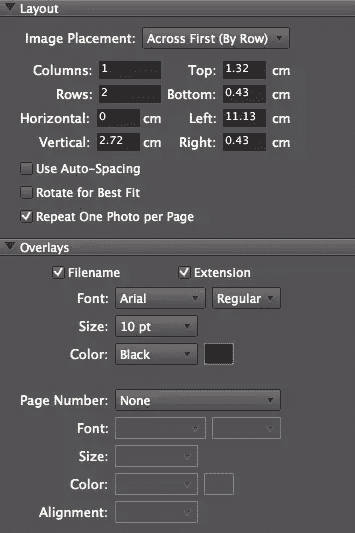 Layout
Image Placement: Across First (By Row)
Columns: 1 Top: 1.32 cm
Rows: 2 Bottom: 0.43 cm
Horizontal: 0 cm Left: 11.13 cm
Vertical: 2.72 cm Right: 0.43 cm
Use Auto-Spacing
Rotate for Best Fit
Repeat One Photo per Page
Overlays
Filename Extension
Font: Arial Regular
Size: 10 pt
Color: Black
Page Number: None
Font:
Size:
Color:
Alignment: